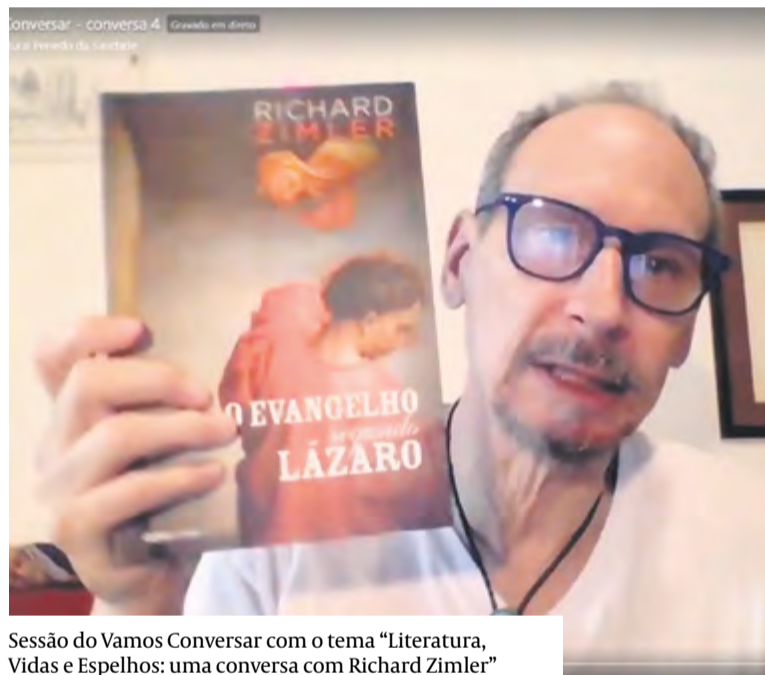 Conversar - conversa 4 Gravado em direto
RICHARD
ZIMLER
O EVANGELHO
segundo
LÁZARO
Sessão do Vamos Conversar com o tema “Literatura,
Vidas e Espelhos: uma conversa com Richard Zimler”